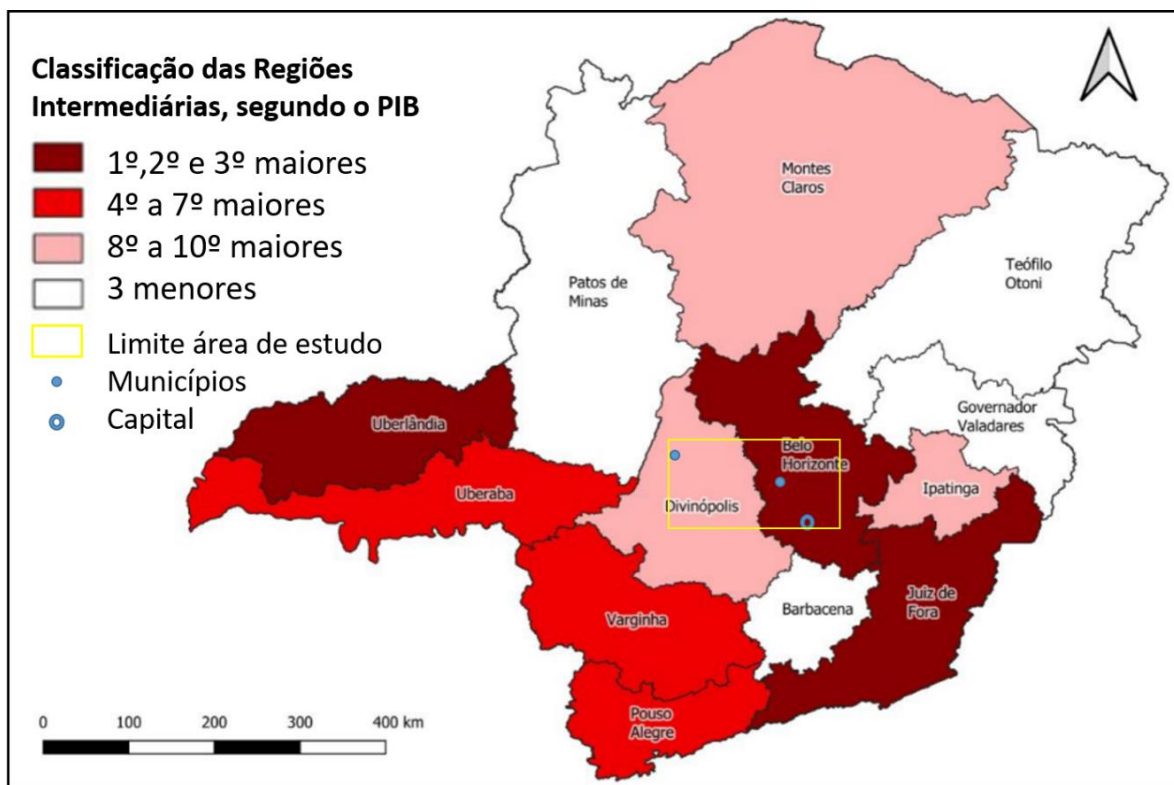 Classificação das Regiões
Intermediárias, segundo o PIB
1º,2º e 3º maiores
4º a 7º maiores
8º a 10º maiores
3 menores
Limite área de estudo
Municípios
Capital
Montes
Claros
Teófilo
Otoni
Patos de
Minas
Governador
Valadares
Uberlândia
Belo
Horizonte
Uberaba
Ipatinga
Divinópolis
Juiz de
Fora
Barbacena
Varginha
Pouso
Alegre
0 100 200 300 400 km